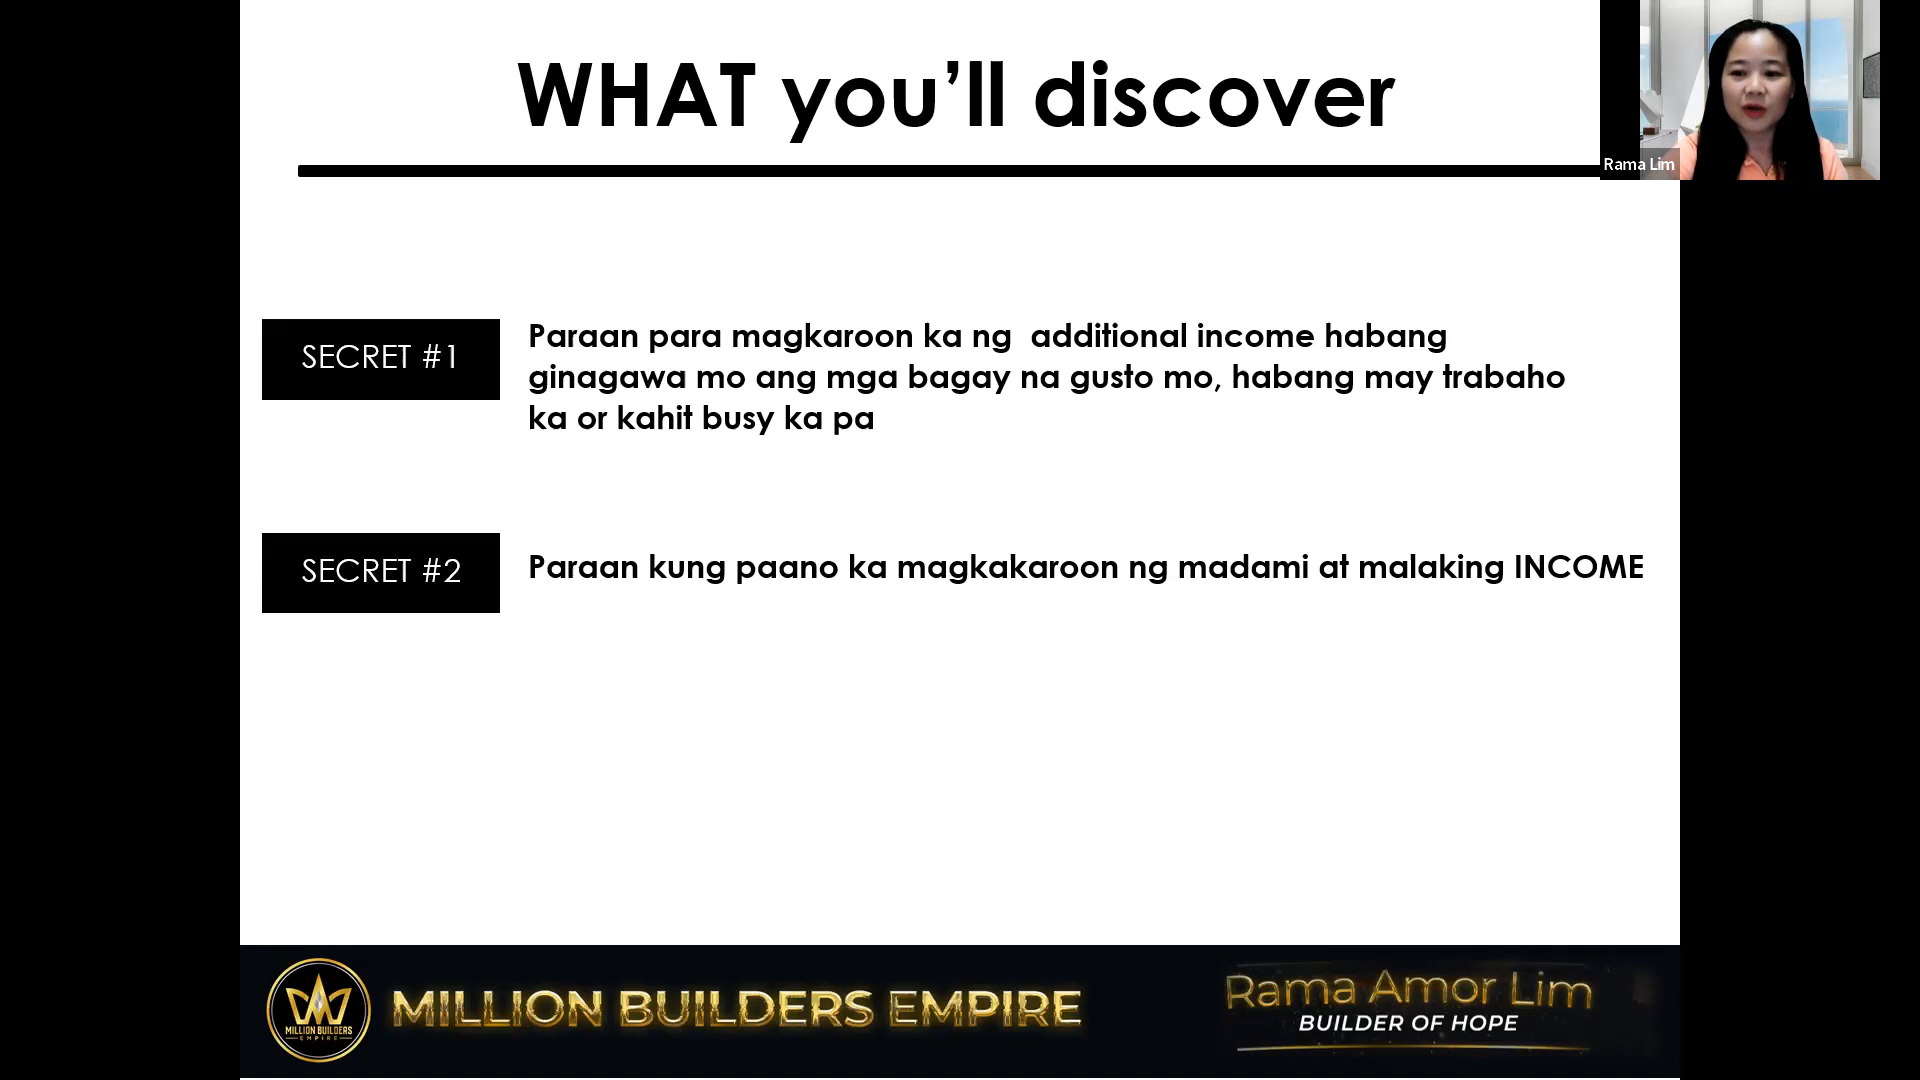 WHAT you’ll discover
Rama Lim
SECRET #1
Paraan para magkaroon ka ng  additional income habang
ginagawa mo ang mga bagay na gusto mo, habang may trabaho
ka or kahit busy ka pa
SECRET #2
Paraan kung paano ka magkakaroon ng madami at malaking INCOME
MILLION BUILDERS
EMPIRE
MILLION BUILDERS EMPIRE
Rama Amor Lim
BUILDER OF HOPE